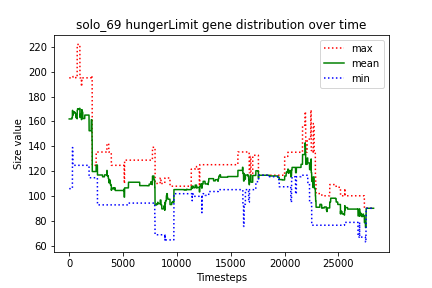 solo_69 hungerLimit gene distribution over time
max
mean
min
Size value
220
200
180
160
140
120
100
80
60
0 5000 10000 15000 20000 25000
Timesteps